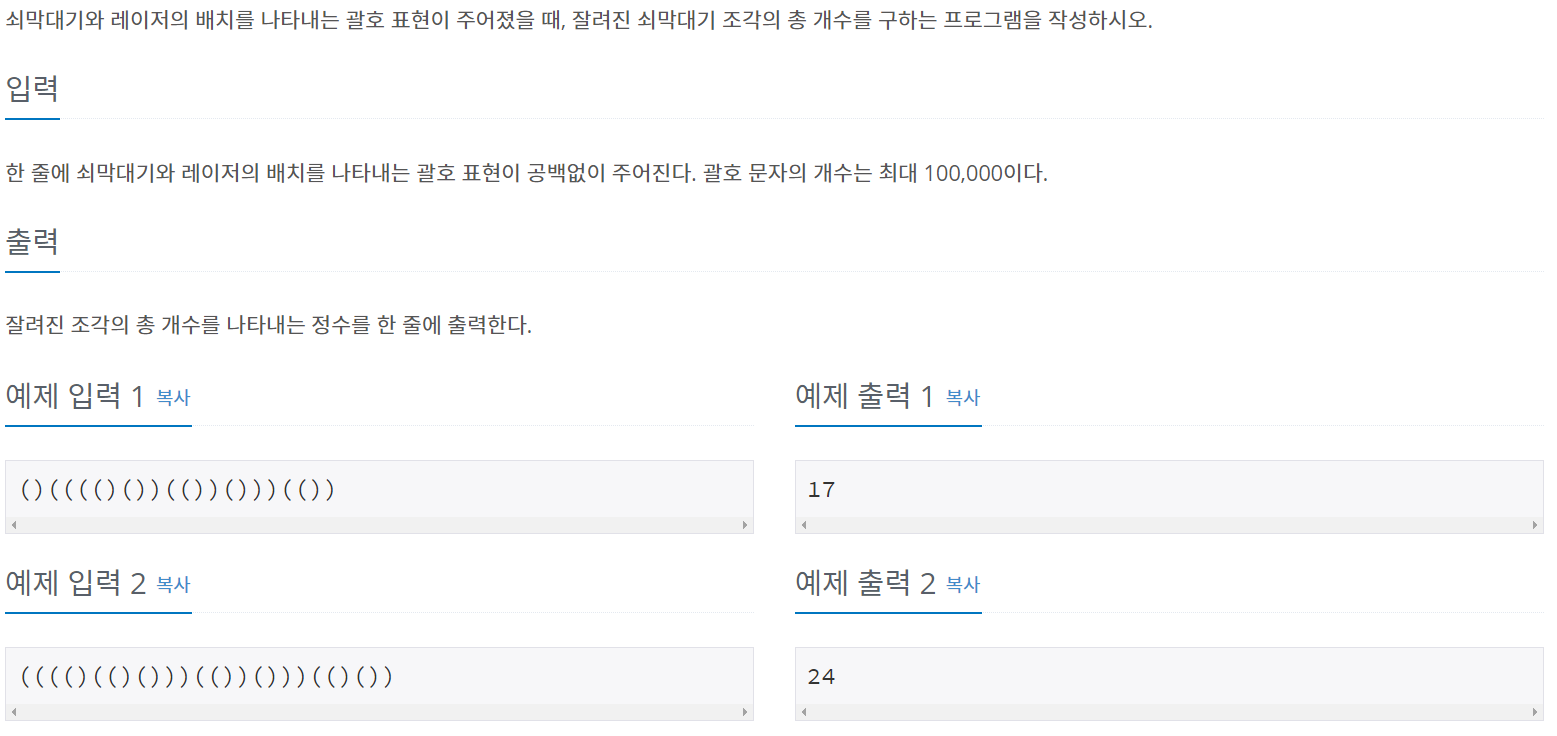 쇠막대기와 레이저의 배치를 나타내는 괄호 표현이 주어졌을 때, 잘려진 쇠막대기 조각의 총 개수를 구하는 프로그램을 작성하시오.
입력
한 줄에 쇠막대기와 레이저의 배치를 나타내는 괄호 표현이 공백없이 주어진다. 괄호 문자의 개수는 최대 100,000이다.
출력
잘려진 조각의 총 개수를 나타내는 정수를 한 줄에 출력한다.
예제 입력 1 복사
()(((()())(())()))(())
예제 출력 1 복사
17
예제 입력 2 복사
(((()(()()))(())()))(()())
예제 출력 2 복사
24